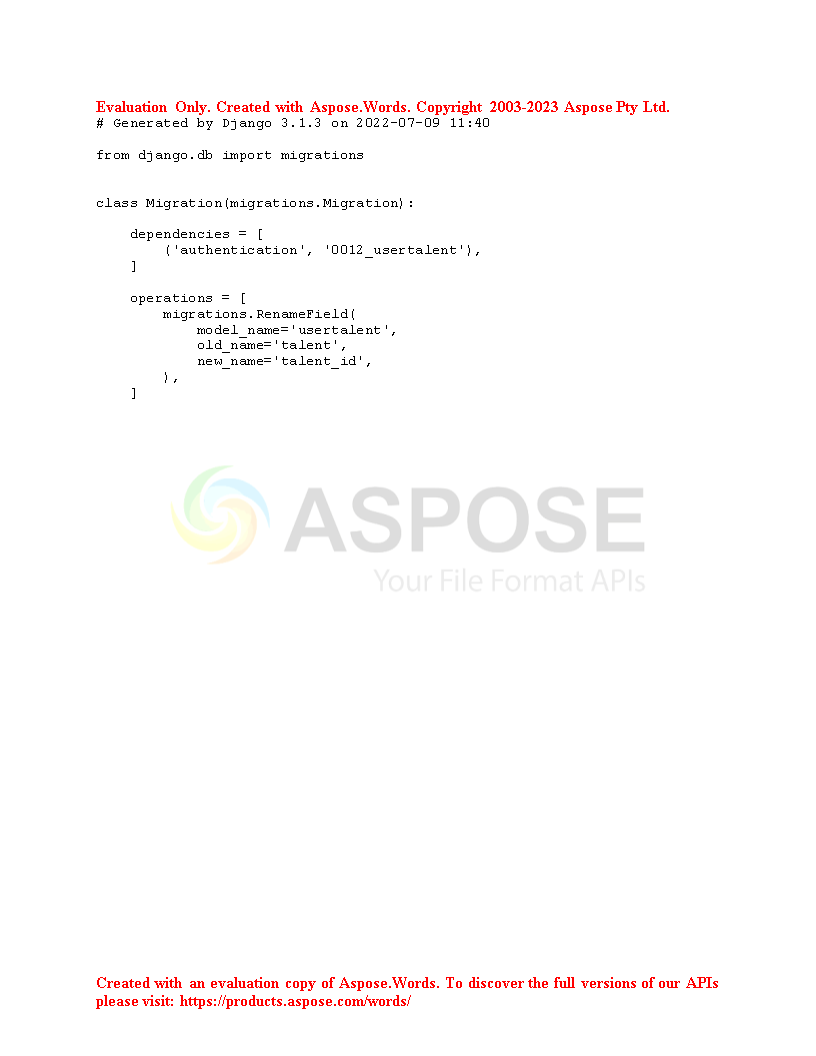 Evaluation Only. Created with Aspose.Words. Copyright 2003-2023 Aspose Pty Ltd.
# Generated by Django 3.1.3 on 2022-07-09 11:40

from django.db import migrations


class Migration(migrations.Migration):

    dependencies = [
        ('authentication', '0012_usertalent'),
    ]

    operations = [
        migrations.RenameField(
            model_name='usertalent',
            old_name='talent',
            new_name='talent_id',
        ),
    ]

ASPOSE
Your File Format APIs

Created with an evaluation copy of Aspose.Words. To discover the full versions of our APIs
please visit: https://products.aspose.com/words/